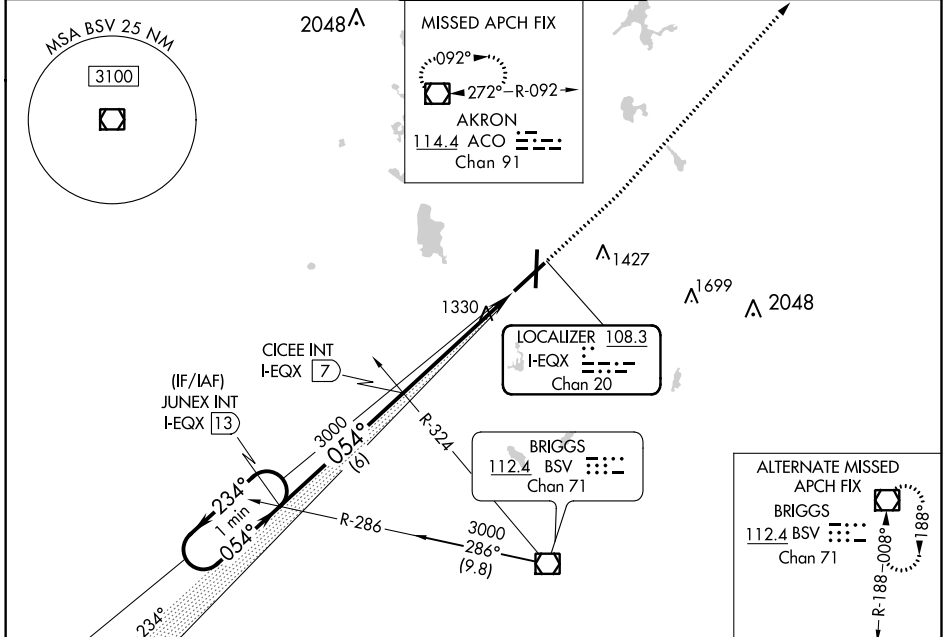 MSA BSV 25 NM
3100
2048
MISSED APCH FIX
092°
272°
R-092
AKRON
114.4 ACO
Chan 91
1427
1699
2048
1330
LOCALIZER 108.3
I-EQX
Chan 20
CICEE INT
I-EQX 7
(IF/IAF)
JUNEX INT
I-EQX 13
3000
054°
(6)
R-324
BRIGGS
112.4 BSV
Chan 71
234°
1 min
054°
R-286
3000
286°
(9.8)
234°
ALTERNATE MISSED
APCH FIX
BRIGGS
112.4 BSV
Chan 71
R-188
008°
188°